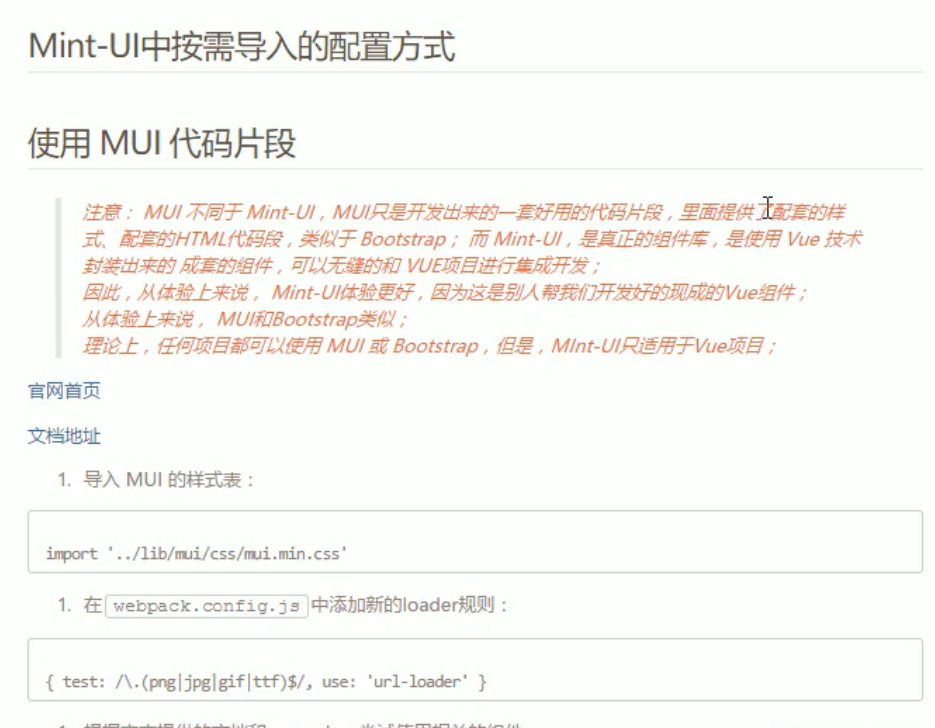 Mint-UI中按需导入的配置方式
使用 MUI 代码片段
注意： MUI 不同于 Mint-UI，MUI只是开发出来的一套好用的代码片段，里面提供了配套的样
式、配套的HTML代码段，类似于 Bootstrap； 而 Mint-UI，是真正的组件库，是使用 Vue 技术
封装出来的 成套的组件，可以无缝的和 VUE项目进行集成开发；
因此，从体验上来说， Mint-UI体验更好，因为这是别人帮我们开发好的现成的Vue组件；
从体验上来说， MUI和Bootstrap类似；
理论上，任何项目都可以使用 MUI 或 Bootstrap，但是，MInt-UI只适用于Vue项目；
官网首页
文档地址
1. 导入 MUI 的样式表：
import '../lib/mui/css/mui.min.css'
1. 在 webpack.config.js 中添加新的loader规则：
{ test: /\.(png|jpg|gif|ttf)$/, use: 'url-loader' }